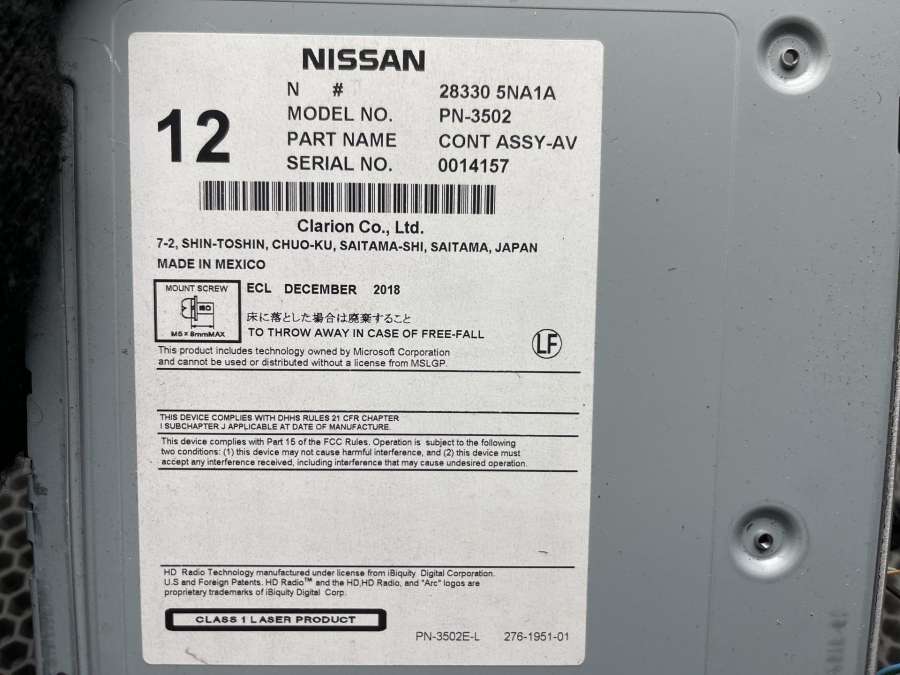 NISSAN
N # 28330 5NA1A
12
MODEL NO. PN-3502
PART NAME CONT ASSY-AV
SERIAL NO. 0014157
Clarion Co., Ltd.
7-2, SHIN-TOSHIN, CHUO-KU, SAITAMA-SHI, SAITAMA, JAPAN
MADE IN MEXICO
MOUNT SCREW
ISO
M5 x 8mmMAX
ECL DECEMBER 2018
床に落とした場合は廃棄すること
TO THROW AWAY IN CASE OF FREE-FALL
LF
This product includes technology owned by Microsoft Corporation
and cannot be used or distributed without a license from MSLGP.
THIS DEVICE COMPLIES WITH DHHS RULES 21 CFR CHAPTER
I SUBCHAPTER J APPLICABLE AT DATE OF MANUFACTURE.
This device complies with Part 15 of the FCC Rules. Operation is subject to the following
two conditions: (1) this device may not cause harmful interference, and (2) this device must
accept any interference received, including interference that may cause undesired operation.
HD Radio Technology manufactured under license from iBiquity Digital Corporation.
U.S and Foreign Patents. HD Radio™ and the HD,HD Radio, and "Arc" logos are
proprietary trademarks of iBiquity Digital Corp.
CLASS 1 LASER PRODUCT
PN-3502E-L 276-1951-01